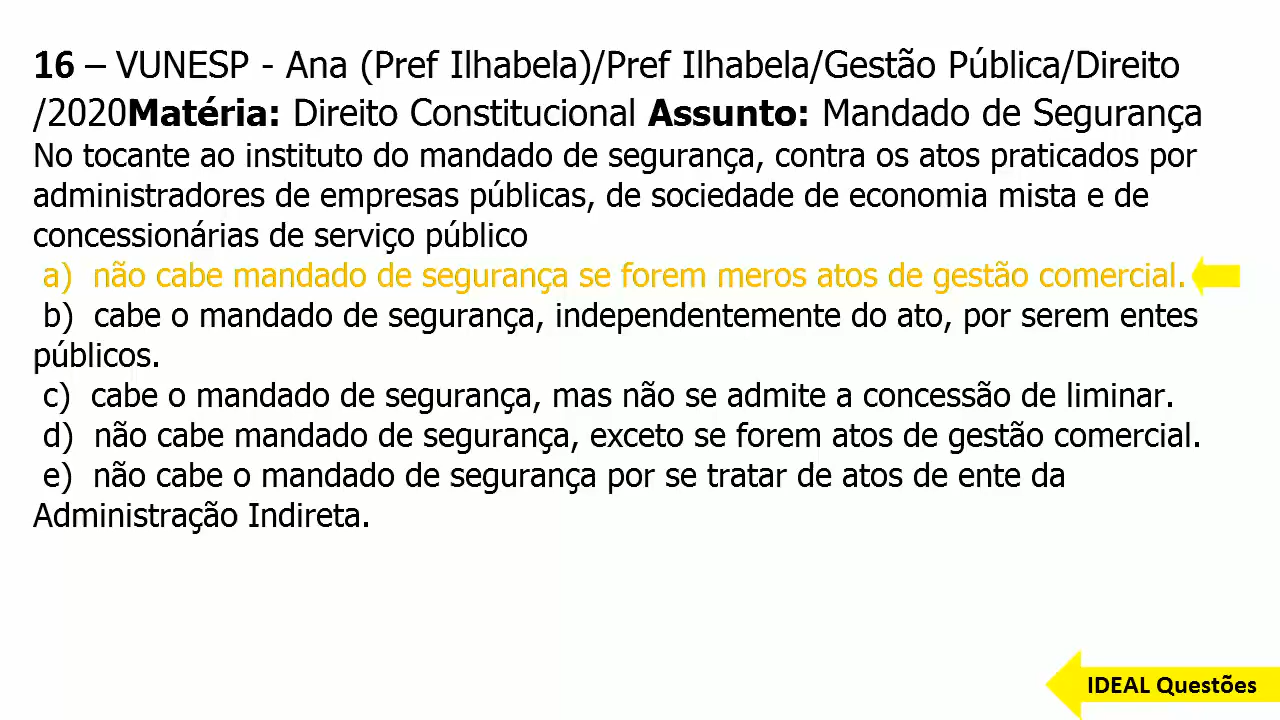 16 – VUNESP - Ana (Pref Ilhabela)/Pref Ilhabela/Gestão Pública/Direito
/2020Matéria: Direito Constitucional Assunto: Mandado de Segurança
No tocante ao instituto do mandado de segurança, contra os atos praticados por
administradores de empresas públicas, de sociedade de economia mista e de
concessionárias de serviço público
a) não cabe mandado de segurança se forem meros atos de gestão comercial.
b) cabe o mandado de segurança, independentemente do ato, por serem entes
públicos.
c) cabe o mandado de segurança, mas não se admite a concessão de liminar.
d) não cabe mandado de segurança, exceto se forem atos de gestão comercial.
e) não cabe o mandado de segurança por se tratar de atos de ente da
Administração Indireta.
IDEAL Questões